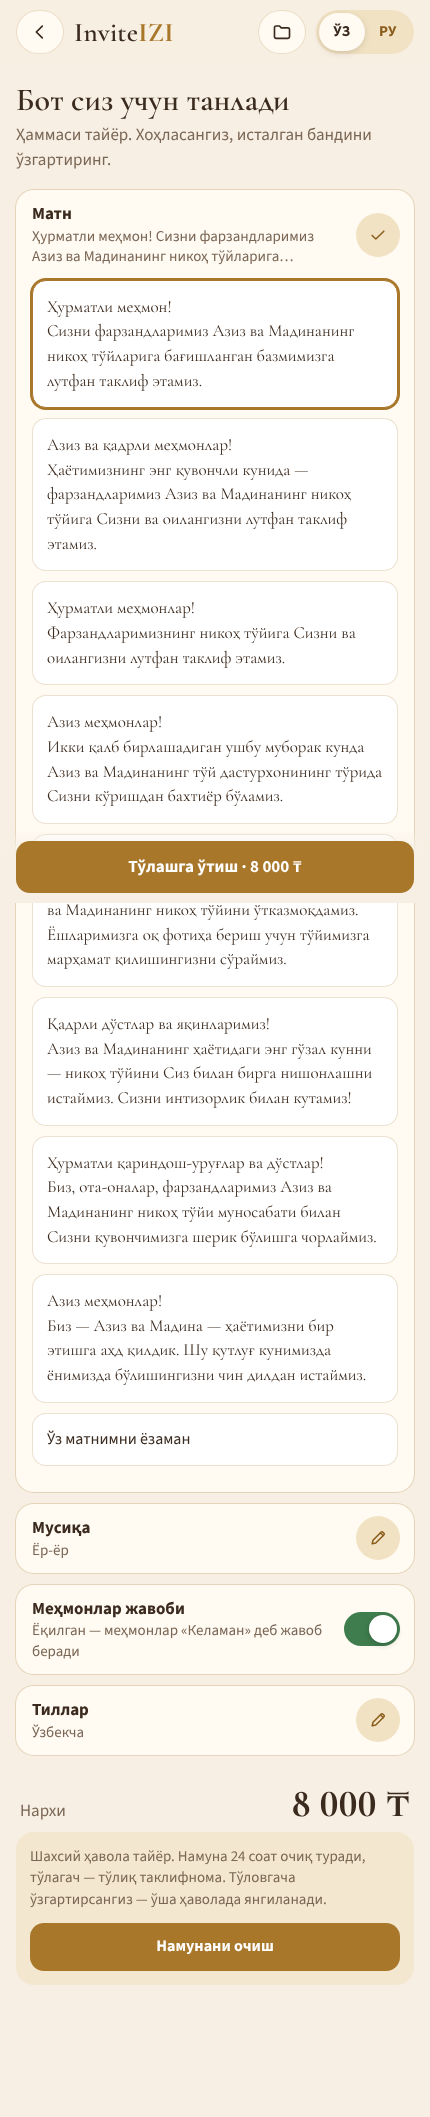 InviteIZI
ЎЗ
РУ
Бот сиз учун танлади
Ҳаммаси тайёр. Хоҳласангиз, исталган бандини
ўзгартиринг.
Матн
Ҳурматли меҳмон! Сизни фарзандларимиз
Азиз ва Мадинанинг никоҳ тўйларига…
Ҳурматли меҳмон!
Сизни фарзандларимиз Азиз ва Мадинанинг
никоҳ тўйларига бағишланган базмимизга
лутфан таклиф этамиз.
Азиз ва қадрли меҳмонлар!
Ҳаётимизнинг энг қувончли кунида —
фарзандларимиз Азиз ва Мадинанинг никоҳ
тўйига Сизни ва оилангизни лутфан таклиф
этамиз.
Ҳурматли меҳмонлар!
Фарзандларимизнинг никоҳ тўйига Сизни ва
оилангизни лутфан таклиф этамиз.
Азиз меҳмонлар!
Икки қалб бирлашадиган ушбу муборак кунда
Азиз ва Мадинанинг тўй дастурхонининг тўрида
Сизни кўришдан бахтиёр бўламиз.
Тўлашга ўтиш · 8 000 ₸
ва Мадинанинг никоҳ тўйини ўтказмоқдамиз.
Ёшларимизга оқ фотиҳа бериш учун тўйимизга
марҳамат қилишингизни сўраймиз.
Қадрли дўстлар ва яқинларимиз!
Азиз ва Мадинанинг ҳаётидаги энг гўзал кунни
— никоҳ тўйини Сиз билан бирга нишонлашни
истаймиз. Сизни интизорлик билан кутамиз!
Ҳурматли қариндош-уруғлар ва дўстлар!
Биз, ота-оналар, фарзандларимиз Азиз ва
Мадинанинг никоҳ тўйи муносабати билан
Сизни қувончимизга шерик бўлишга чорлаймиз.
Азиз меҳмонлар!
Биз — Азиз ва Мадина — ҳаётимизни бир
этишга аҳд қилдик. Шу қутлуғ кунимизда
ёнимизда бўлишингизни чин дилдан истаймиз.
Ўз матнимни ёзаман
Мусиқа
Ёр-ёр
Меҳмонлар жавоби
Ёқилган — меҳмонлар «Келаман» деб жавоб
беради
Тиллар
Ўзбекча
Нархи
8 000 ₸
Шахсий ҳавола тайёр. Намуна 24 соат очиқ туради,
тўлагач — тўлиқ таклифнома. Тўловгача
ўзгартирсангиз — ўша ҳаволада янгиланади.
Намунани очиш